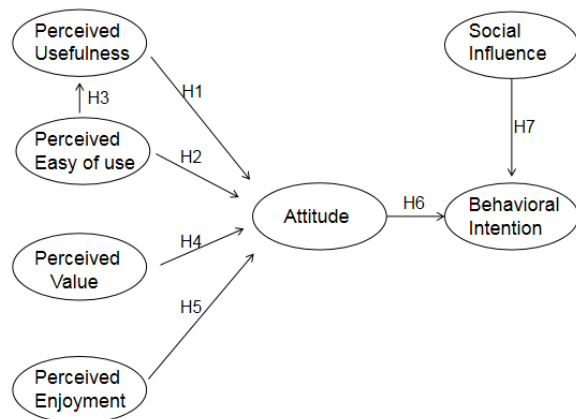 Perceived
Usefulness
Social
Influence
H1
H3
H7
Perceived
Easy of use
H2
Attitude
H6
Behavioral
Intention
H4
Perceived
Value
H5
Perceived
Enjoyment